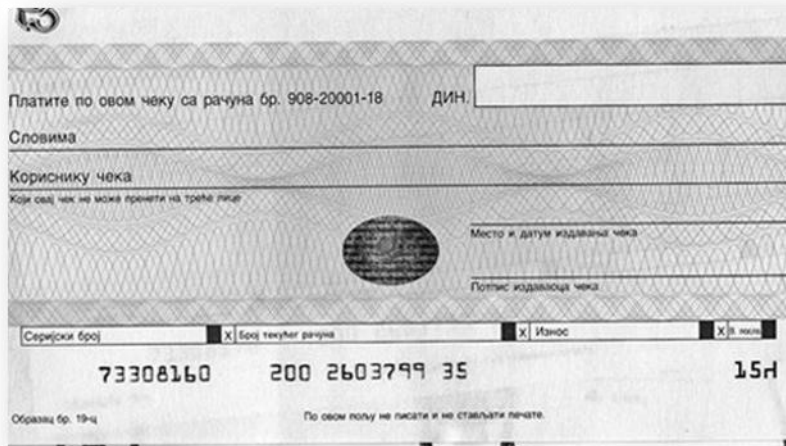 Платите по овом чеку са рачуна бр. 908-20001-18 ДИН.
Словима
Кориснику чека
Који овај чек не може пренети на треће лице
Место и датум издавања чека
Потпис издаваоца чека
Серијски број X Број текућег рачуна X Износ X В. посла
73308160 200 2603799 35 15
Образац бр. 19-ц По овом пољу не писати и не стављати печате.